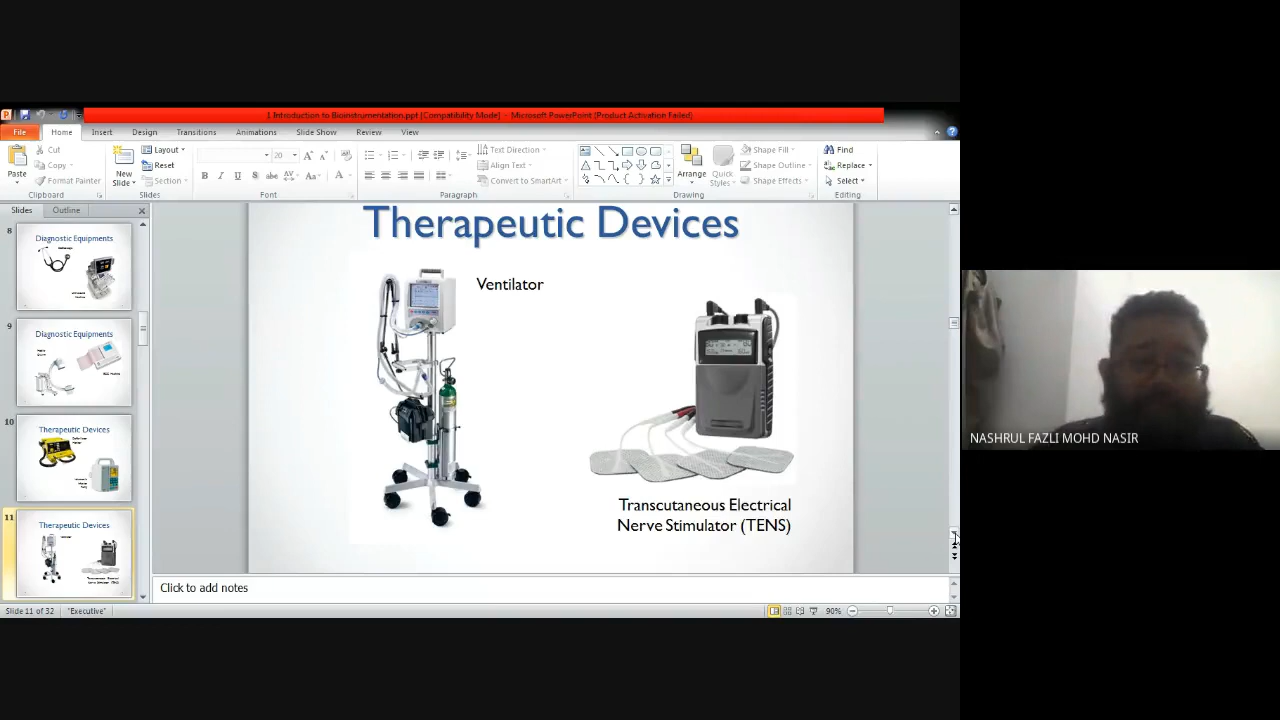 1 Introduction to Bioinstrumentation.ppt [Compatibility Mode] - Microsoft PowerPoint (Product Activation Failed)
File Home Insert Design Transitions Animations Slide Show Review View
Paste
Cut
Copy
Format Painter
Clipboard
New
Slide
Layout
Reset
Section
Slides
20
B I U S abc AV Aa A
Font
Paragraph
Text Direction
Align Text
Convert to SmartArt
Drawing
Arrange
Quick
Styles
Shape Fill
Shape Outline
Shape Effects
Find
Replace
Select
Editing
Slides Outline
8
Diagnostic Equipments
9
Diagnostic Equipments
10
Therapeutic Devices
11
Therapeutic Devices
Therapeutic Devices
Ventilator
Transcutaneous Electrical
Nerve Stimulator (TENS)
Click to add notes
Slide 11 of 32 "Executive" 90%
NASHRUL FAZLI MOHD NASIR